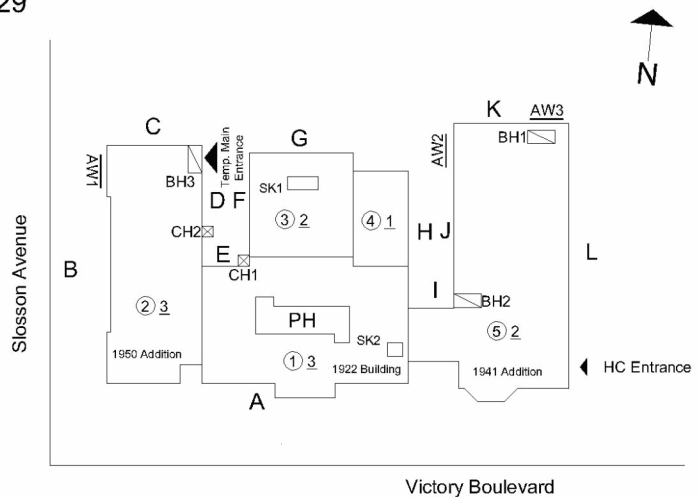 29
N
K
AW3
C
AW2
BH1
G
AW1
Temp. Main
Entrance
BH3
SK1
D F
3 2
4 1
CH2
H J
E
L
B
CH1
I
BH2
Slosson Avenue
2 3
PH
5 2
SK2
1950 Addition
1 3
1922 Building
1941 Addition
HC Entrance
A
Victory Boulevard